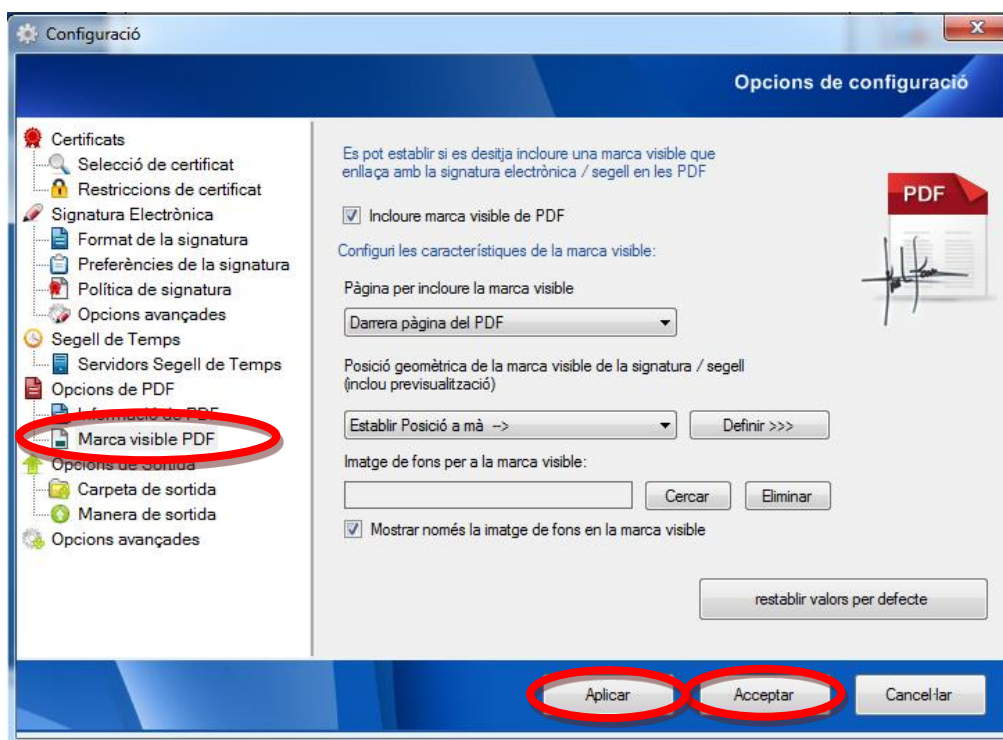 Configuració
Opcions de configuració
Certificats
Selecció de certificat
Restriccions de certificat
Signatura Electrònica
Format de la signatura
Preferències de la signatura
Política de signatura
Opcions avançades
Segell de Temps
Servidors Segell de Temps
Opcions de PDF
Informació de PDF
Marca visible PDF
Opcions de Sortida
Carpeta de sortida
Manera de sortida
Opcions avançades
Es pot establir si es desitja incloure una marca visible que
enllaça amb la signatura electrònica / segell en les PDF
Incloure marca visible de PDF
Configuri les característiques de la marca visible:
Pàgina per incloure la marca visible
Darrera pàgina del PDF
Posició geomètrica de la marca visible de la signatura / segell
(inclou previsualització)
Establir Posició a mà -->
Definir >>>
Imatge de fons per a la marca visible:
Cercar
Eliminar
Mostrar només la imatge de fons en la marca visible
PDF
restablir valors per defecte
Aplicar
Acceptar
Cancel·lar